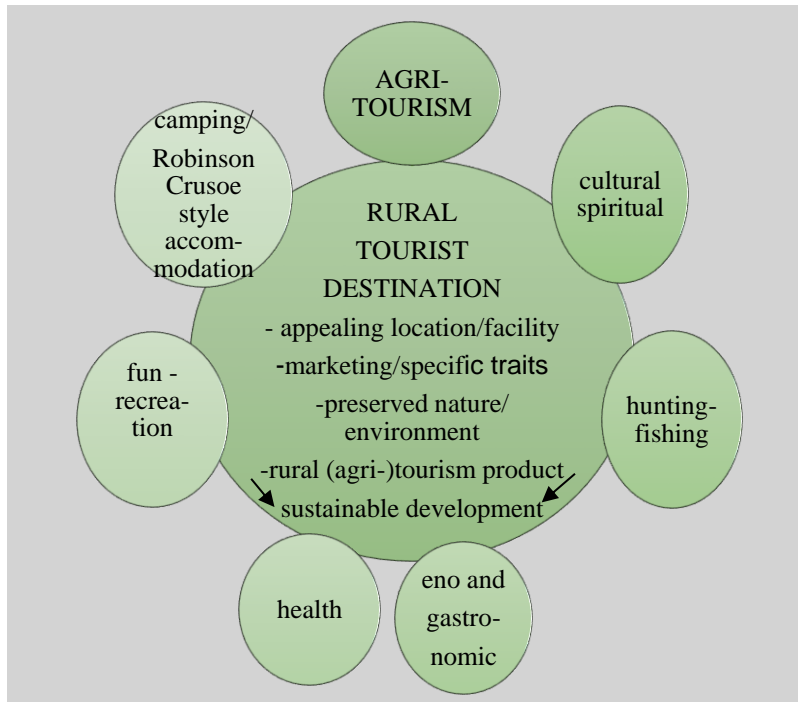 AGRI-
TOURISM
camping/
Robinson
Crusoe
style
accom-
modation
cultural
spiritual
RURAL
TOURIST
DESTINATION
- appealing location/facility
-marketing/specific traits
-preserved nature/
environment
-rural (agri-)tourism product
sustainable development
fun -
recrea-
tion
hunting-
fishing
health
eno and
gastro-
nomic